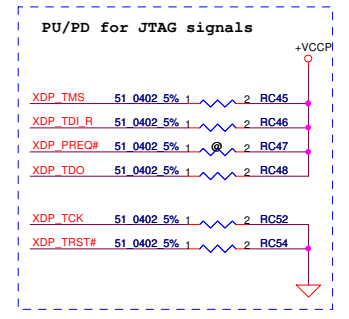 PU/PD for JTAG signals
+VCCP
XDP_TMS 51_0402_5% 1 2 RC45
XDP_TDI_R 51_0402_5% 1 2 RC46
XDP_PREQ# 51_0402_5% 1 @ 2 RC47
XDP_TDO 51_0402_5% 1 2 RC48
XDP_TCK 51_0402_5% 1 2 RC52
XDP_TRST# 51_0402_5% 1 2 RC54